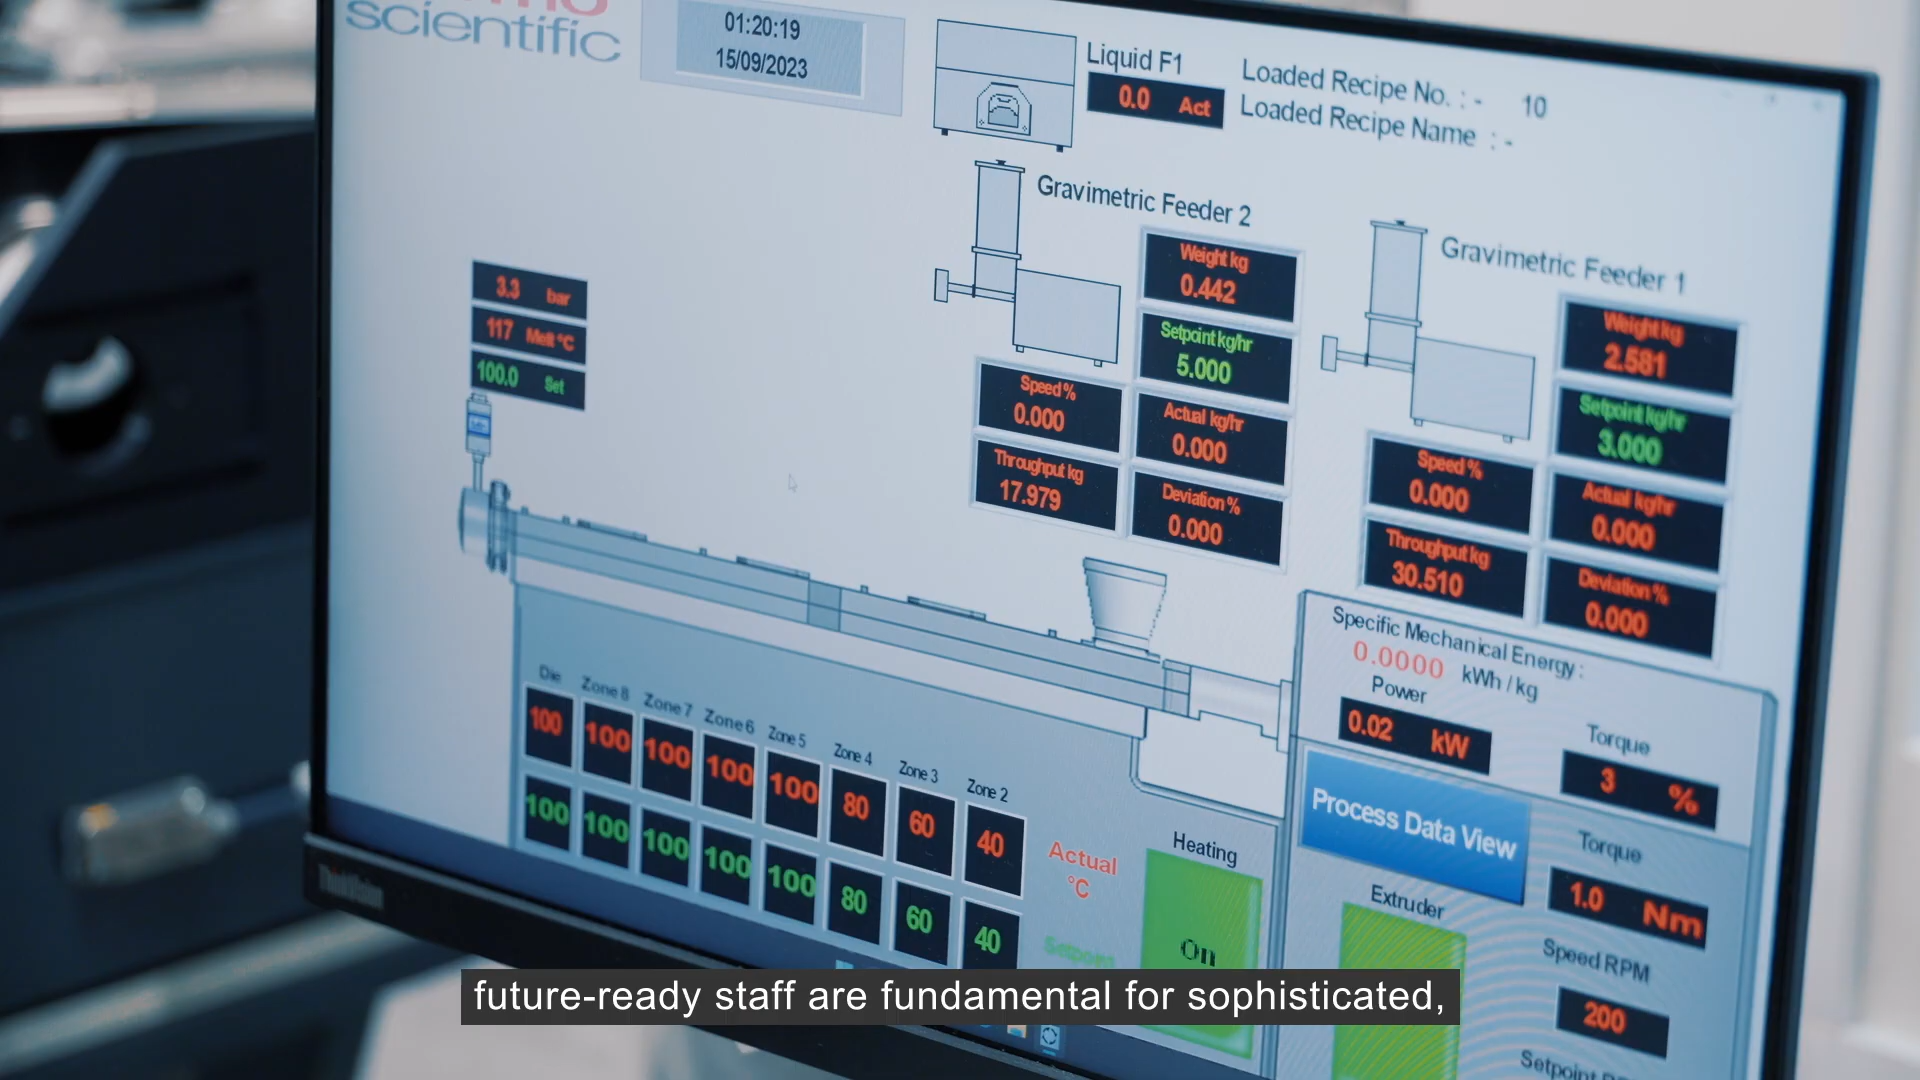 scientific
01:20:19
15/09/2023
Liquid F1
0.0 Act
Loaded Recipe No. : - 10
Loaded Recipe Name : -
Gravimetric Feeder 2
Weight kg
0.442
Setpoint kg/hr
5.000
Speed %
0.000
Actual kg/hr
0.000
Throughput kg
17.979
Deviation %
0.000
Gravimetric Feeder 1
Weight kg
2.581
Setpoint kg/hr
3.000
Speed %
0.000
Actual kg/hr
0.000
Throughput kg
30.510
Deviation %
0.000
3.3 bar
117 Melt °C
100.0 Set
Specific Mechanical Energy :
0.0000 kWh / kg
Power
0.02 kW
Torque
3 %
Process Data View
Torque
1.0 Nm
Extruder
Speed RPM
200
Die Zone 8 Zone 7 Zone 6 Zone 5 Zone 4 Zone 3 Zone 2
100 100 100 100 100 80 60 40
Actual
°C
100 100 100 100 100 80 60 40
Setpoint
Heating
On
ThinkVision
future-ready staff are fundamental for sophisticated,